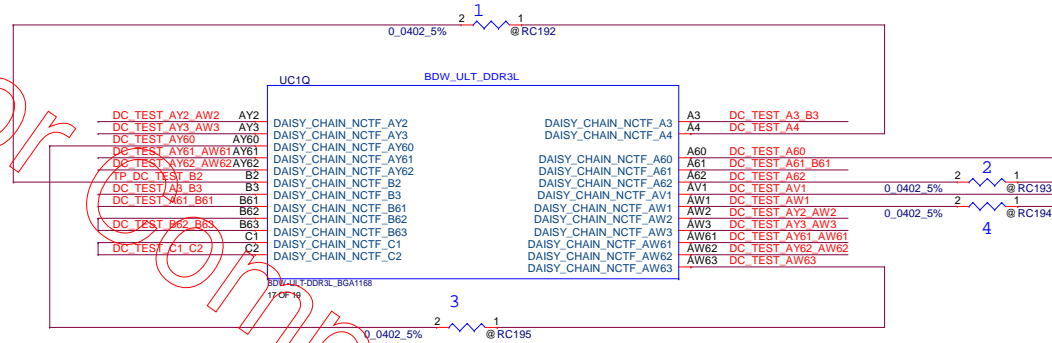 1
2 1
0_0402_5% @RC192
UC1Q BDW_ULT_DDR3L
DC_TEST_AY2_AW2 AY2 DAISY_CHAIN_NCTF_AY2
DC_TEST_AY3_AW3 AY3 DAISY_CHAIN_NCTF_AY3
DC_TEST_AY60 AY60 DAISY_CHAIN_NCTF_AY60
DC_TEST_AY61_AW61 AY61 DAISY_CHAIN_NCTF_AY61
DC_TEST_AY62_AW62 AY62 DAISY_CHAIN_NCTF_AY62
TP_DC_TEST_B2 B2 DAISY_CHAIN_NCTF_B2
DC_TEST_A3_B3 B3 DAISY_CHAIN_NCTF_B3
DC_TEST_A61_B61 B61 DAISY_CHAIN_NCTF_B61
B62 DAISY_CHAIN_NCTF_B62
DC_TEST_B62_B63 B63 DAISY_CHAIN_NCTF_B63
C1 DAISY_CHAIN_NCTF_C1
DC_TEST_C1_C2 C2 DAISY_CHAIN_NCTF_C2
DAISY_CHAIN_NCTF_A3 A3 DC_TEST_A3_B3
DAISY_CHAIN_NCTF_A4 A4 DC_TEST_A4
DAISY_CHAIN_NCTF_A60 A60 DC_TEST_A60
DAISY_CHAIN_NCTF_A61 A61 DC_TEST_A61_B61
DAISY_CHAIN_NCTF_A62 A62 DC_TEST_A62
DAISY_CHAIN_NCTF_AV1 AV1 DC_TEST_AV1
DAISY_CHAIN_NCTF_AW1 AW1 DC_TEST_AW1
DAISY_CHAIN_NCTF_AW2 AW2 DC_TEST_AY2_AW2
DAISY_CHAIN_NCTF_AW3 AW3 DC_TEST_AY3_AW3
DAISY_CHAIN_NCTF_AW61 AW61 DC_TEST_AY61_AW61
DAISY_CHAIN_NCTF_AW62 AW62 DC_TEST_AY62_AW62
DAISY_CHAIN_NCTF_AW63 AW63 DC_TEST_AW63
2
2 1
0_0402_5% @RC193
2 1
0_0402_5% @RC194
4
BDW-ULT-DDR3L_BGA1168
17 OF 19
3
2 1
0_0402_5% @RC195